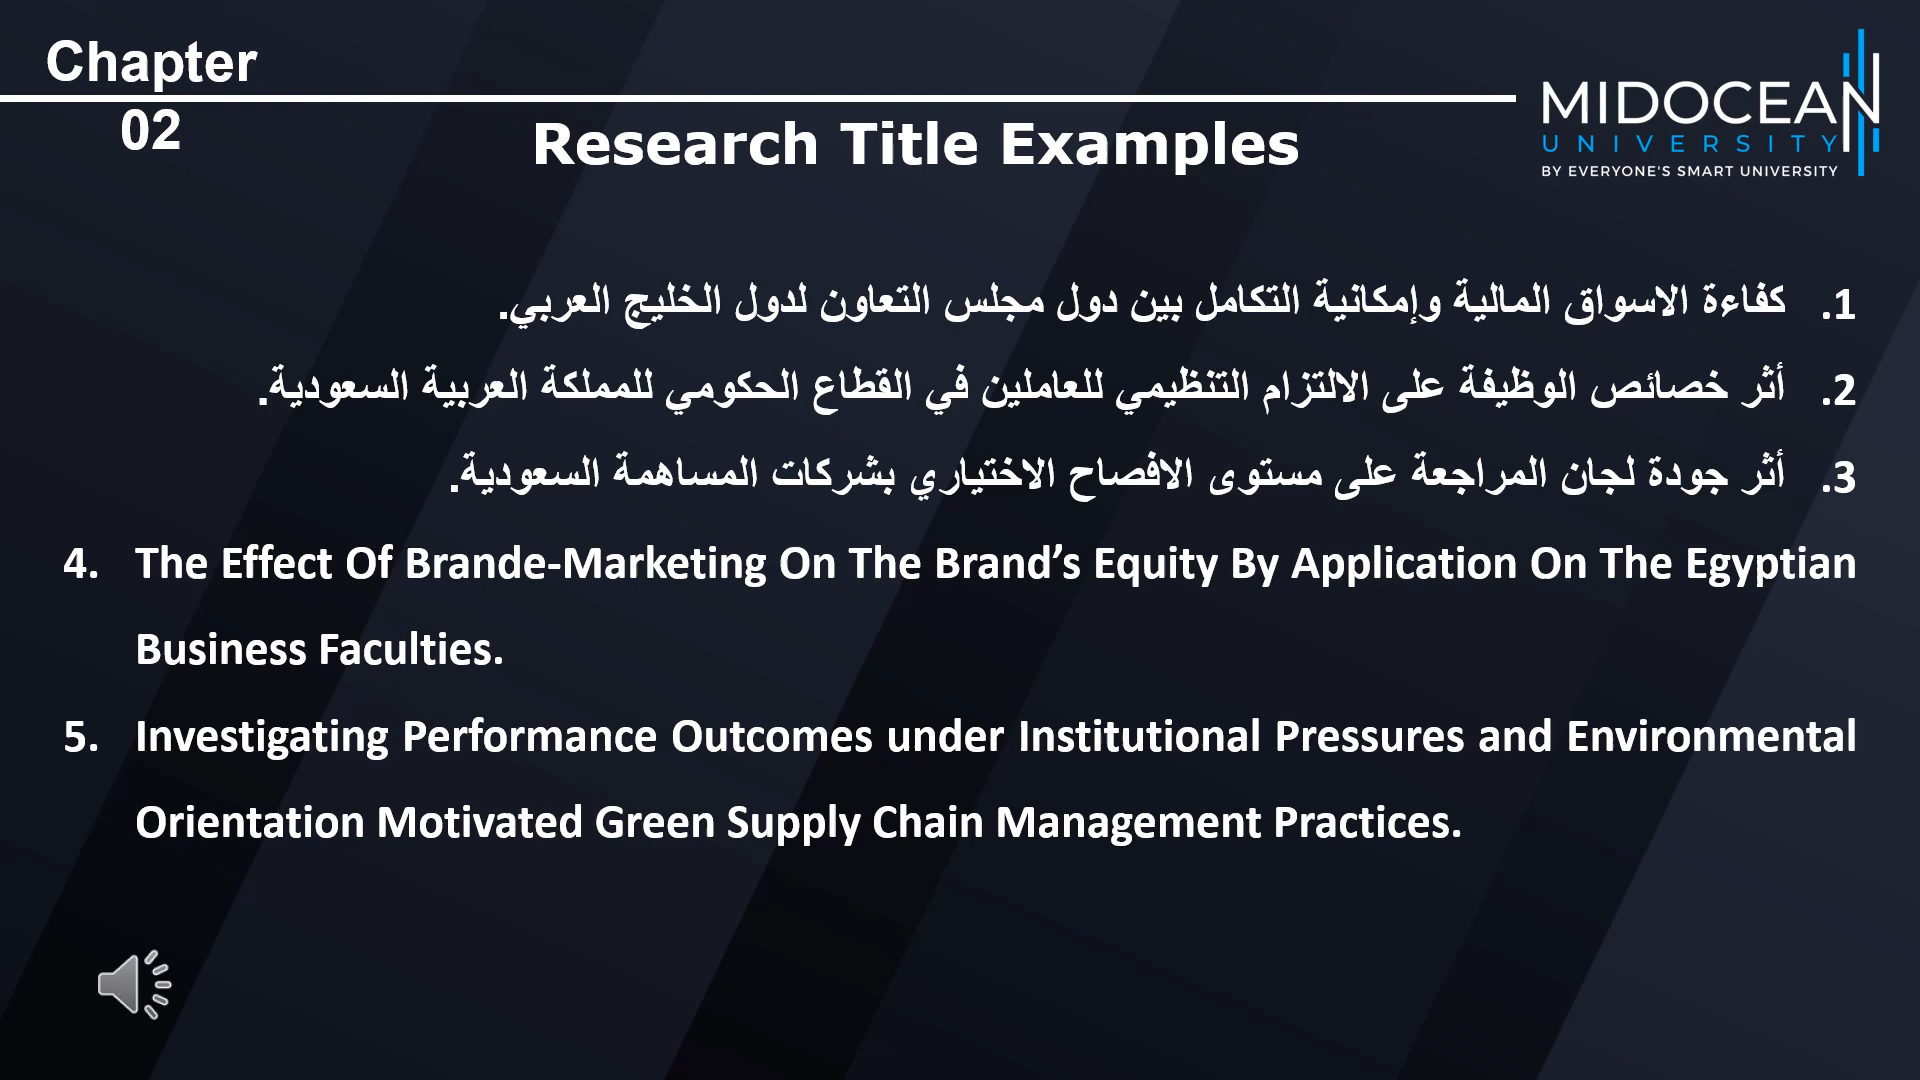 Chapter
02
Research Title Examples
MIDOCEAN
UNIVERSITY
BY EVERYONE'S SMART UNIVERSITY
1. كفاءة الاسواق المالية وإمكانية التكامل بين دول مجلس التعاون لدول الخليج العربي.
2. أثر خصائص الوظيفة على الالتزام التنظيمي للعاملين في القطاع الحكومي للمملكة العربية السعودية.
3. أثر جودة لجان المراجعة على مستوى الافصاح الاختياري بشركات المساهمة السعودية.
4. The Effect Of Brande-Marketing On The Brand’s Equity By Application On The Egyptian
Business Faculties.
5. Investigating Performance Outcomes under Institutional Pressures and Environmental
Orientation Motivated Green Supply Chain Management Practices.